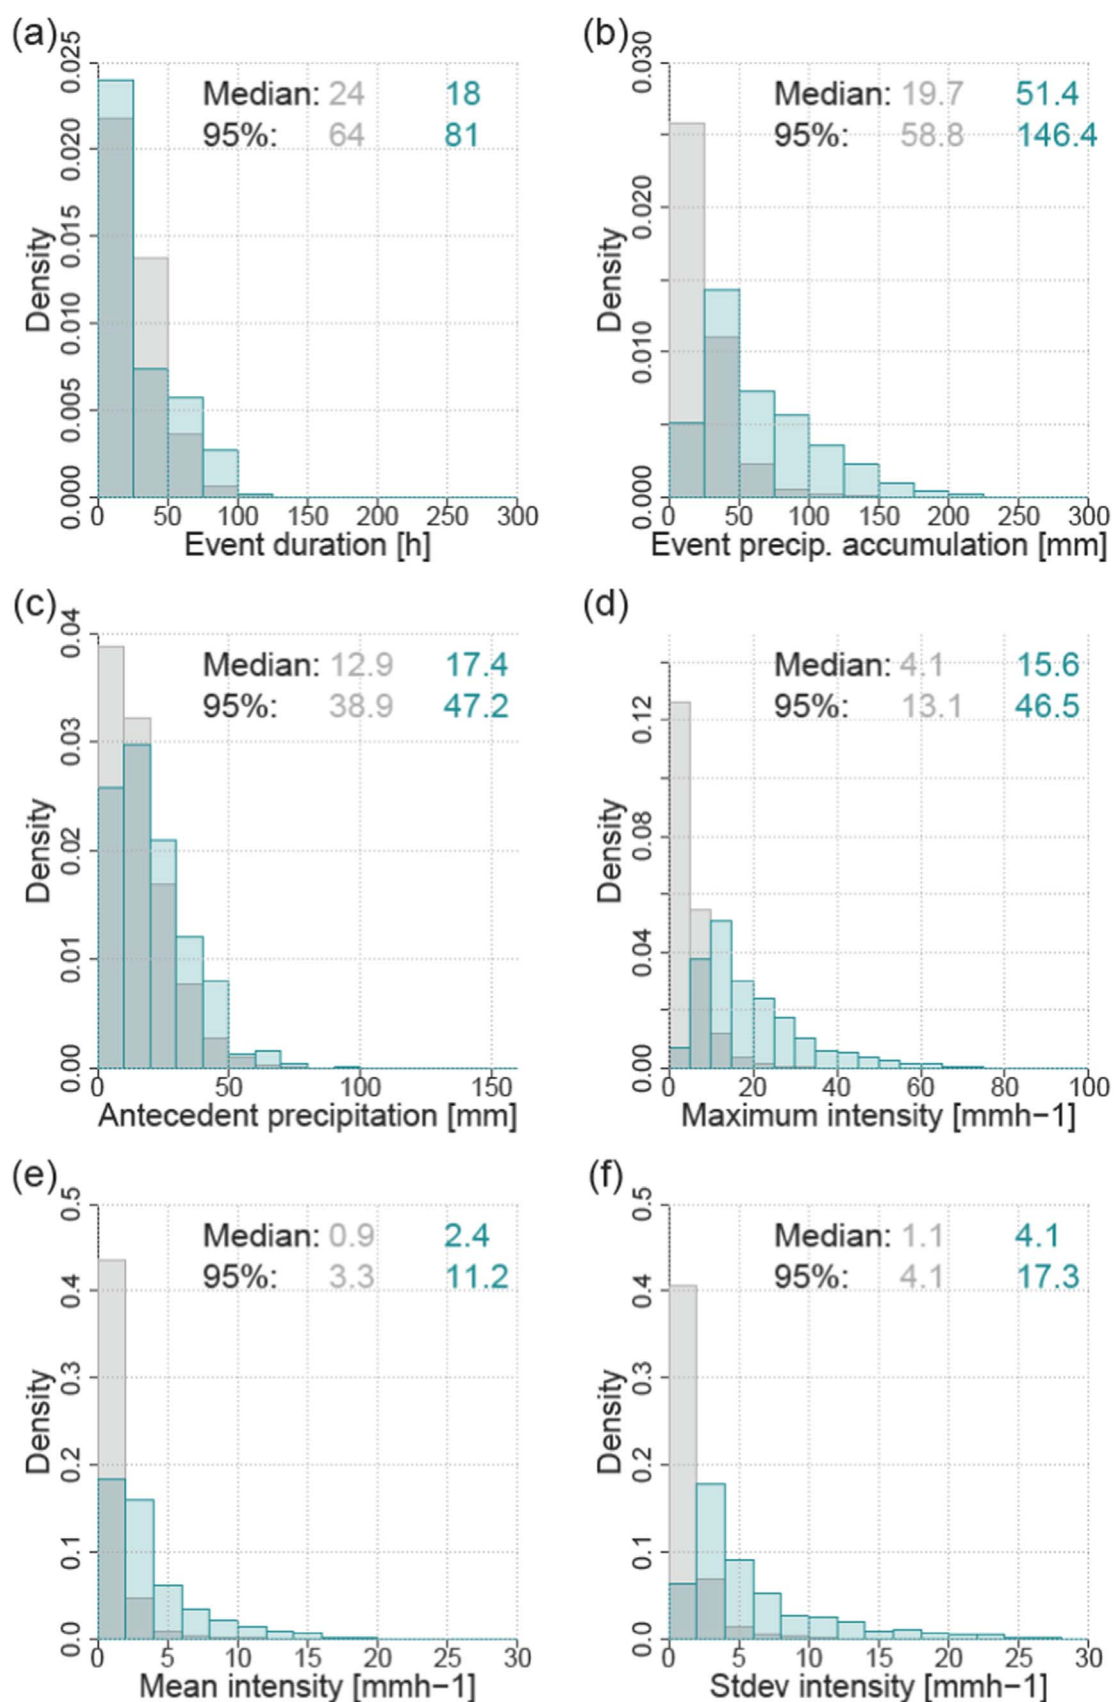 (a)
0.025
0.020
0.015
0.010
0.005
0.000
Density
Median: 24 18
95%: 64 81
0 50 100 150 200 250 300
Event duration [h]
(b)
0.030
0.020
0.010
0.000
Density
Median: 19.7 51.4
95%: 58.8 146.4
0 50 100 150 200 250 300
Event precip. accumulation [mm]
(c)
0.04
0.03
0.02
0.01
0.00
Density
Median: 12.9 17.4
95%: 38.9 47.2
0 50 100 150
Antecedent precipitation [mm]
(d)
0.12
0.08
0.04
0.00
Density
Median: 4.1 15.6
95%: 13.1 46.5
0 20 40 60 80 100
Maximum intensity [mmh−1]
(e)
0.5
0.4
0.3
0.2
0.1
0.0
Density
Median: 0.9 2.4
95%: 3.3 11.2
0 5 10 15 20 25 30
Mean intensity [mmh−1]
(f)
0.5
0.4
0.3
0.2
0.1
0.0
Density
Median: 1.1 4.1
95%: 4.1 17.3
0 5 10 15 20 25 30
Stdev intensity [mmh−1]